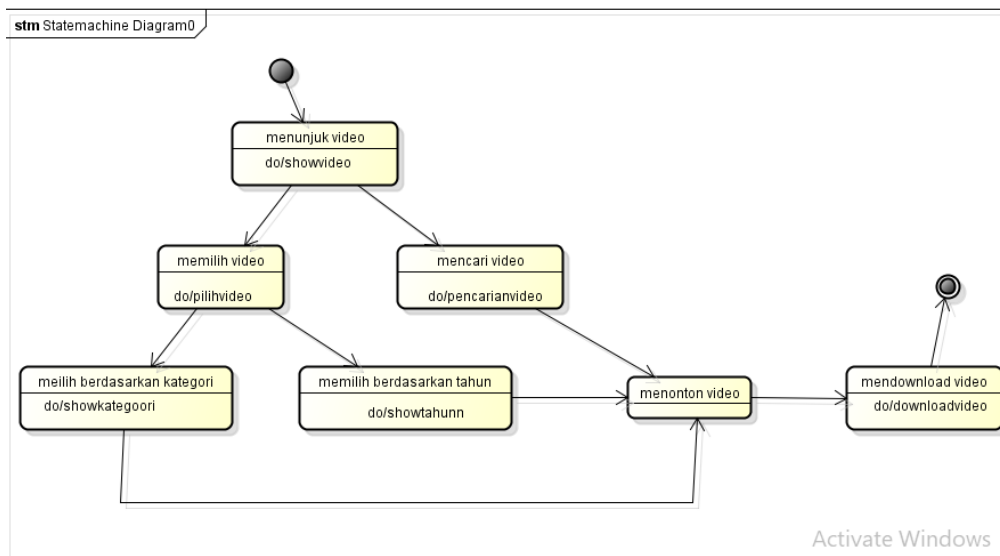 stm Statemachine Diagram0
menunjuk video
do/showvideo
memilih video
do/pilihvideo
mencari video
do/pencarianvideo
meilih berdasarkan kategori
do/showkategoori
memilih berdasarkan tahun
do/showtahunn
menonton video
mendownload video
do/downloadvideo
Activate Windows